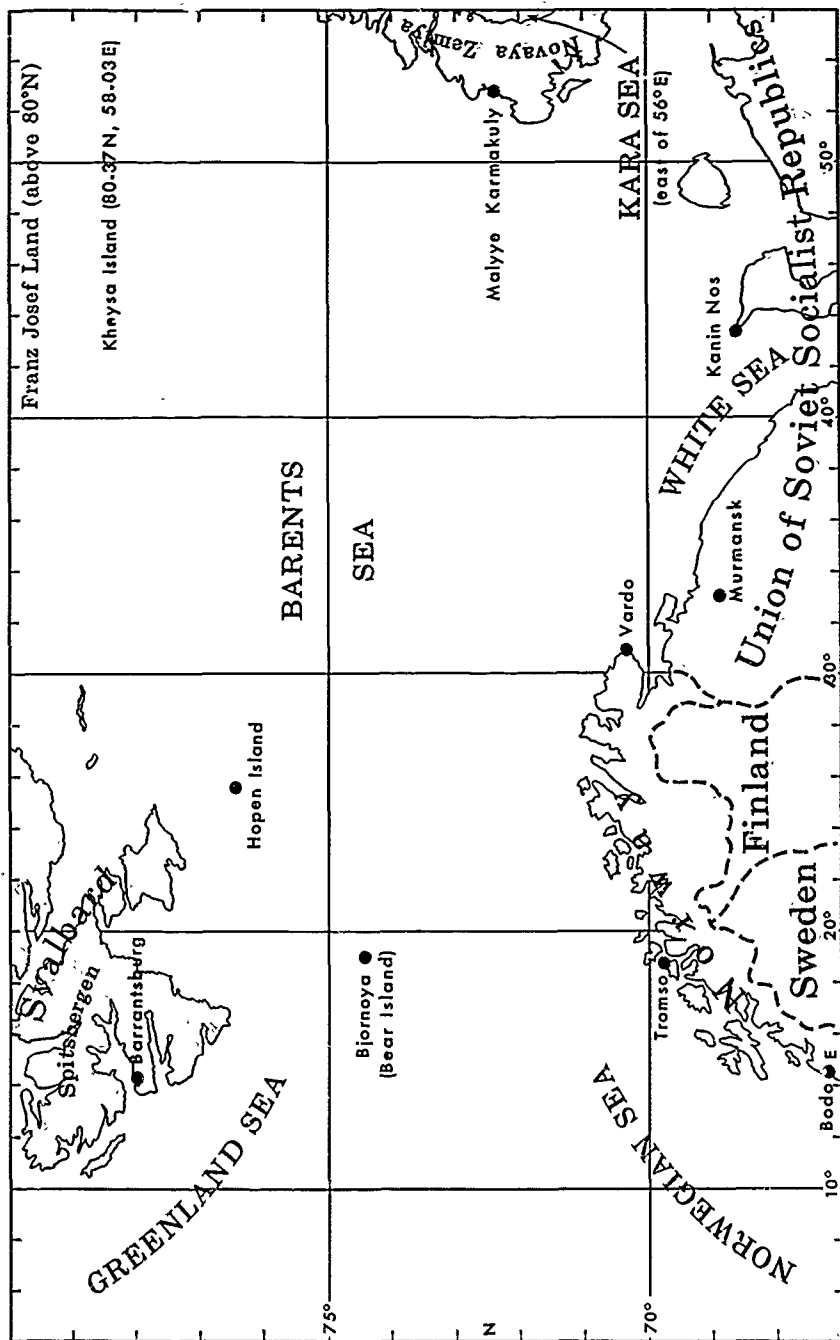 Franz Josef Land (above 80°N)
Kheysa Island (80-37N, 58-03E)
Novaya Zemlya
Malyye Karmakuly
KARA SEA
(east of 56°E)
BARENTS
SEA
Svalbard
Spitsbergen
Barrantsburg
Hopen Island
Bjornoya
(Bear Island)
GREENLAND SEA
NORWEGIAN SEA
WHITE SEA
Kanin Nos
Murmansk
Vardo
Tromso
Bodo
Norway
Sweden
Finland
Union of Soviet Socialist Republics
75°
N
70°
10°
E
20°
30°
40°
50°